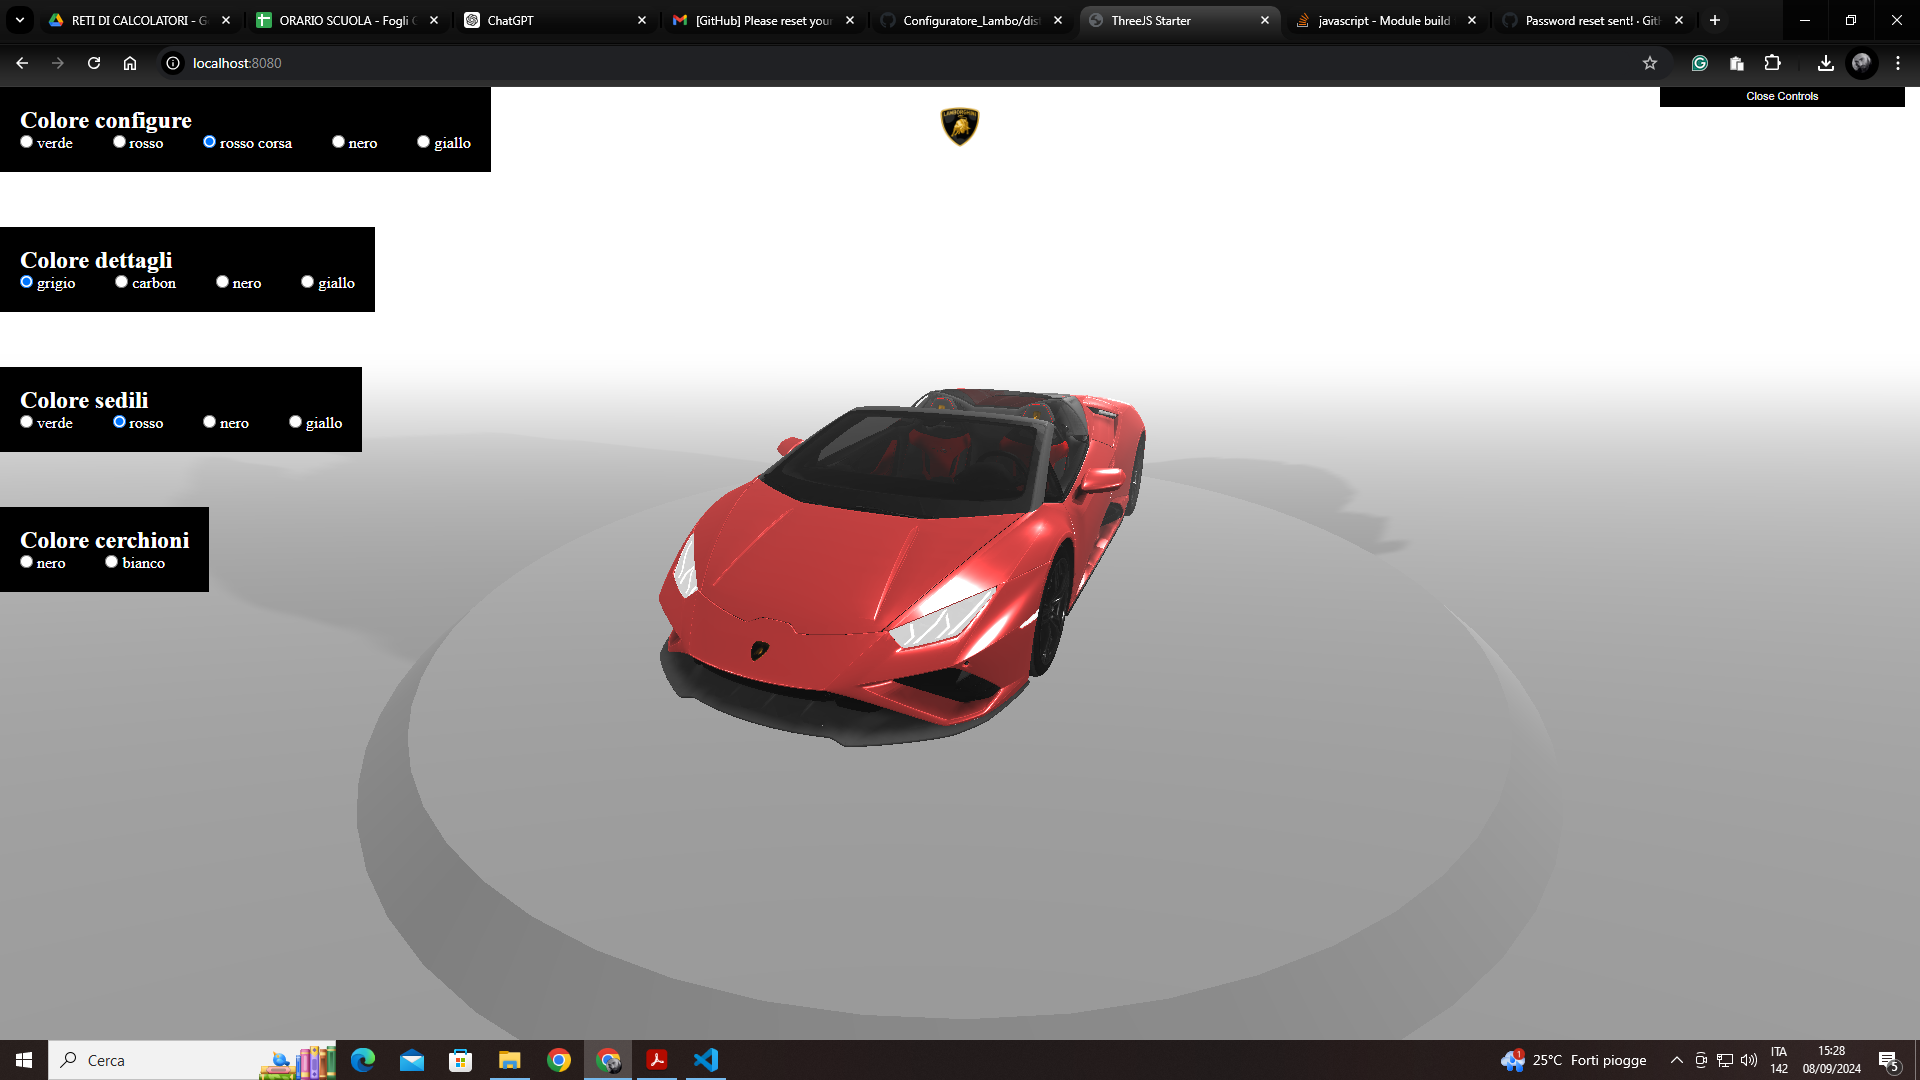 RETI DI CALCOLATORI - G
ORARIO SCUOLA - Fogli G
ChatGPT
[GitHub] Please reset your
Configuratore_Lambo/dist
ThreeJS Starter
javascript - Module build
Password reset sent! · Git
localhost:8080
Close Controls
Colore configure
verde rosso rosso corsa nero giallo
Colore dettagli
grigio carbon nero giallo
Colore sedili
verde rosso nero giallo
Colore cerchioni
nero bianco
Cerca
1
25°C Forti piogge
ITA
142
15:28
08/09/2024
5